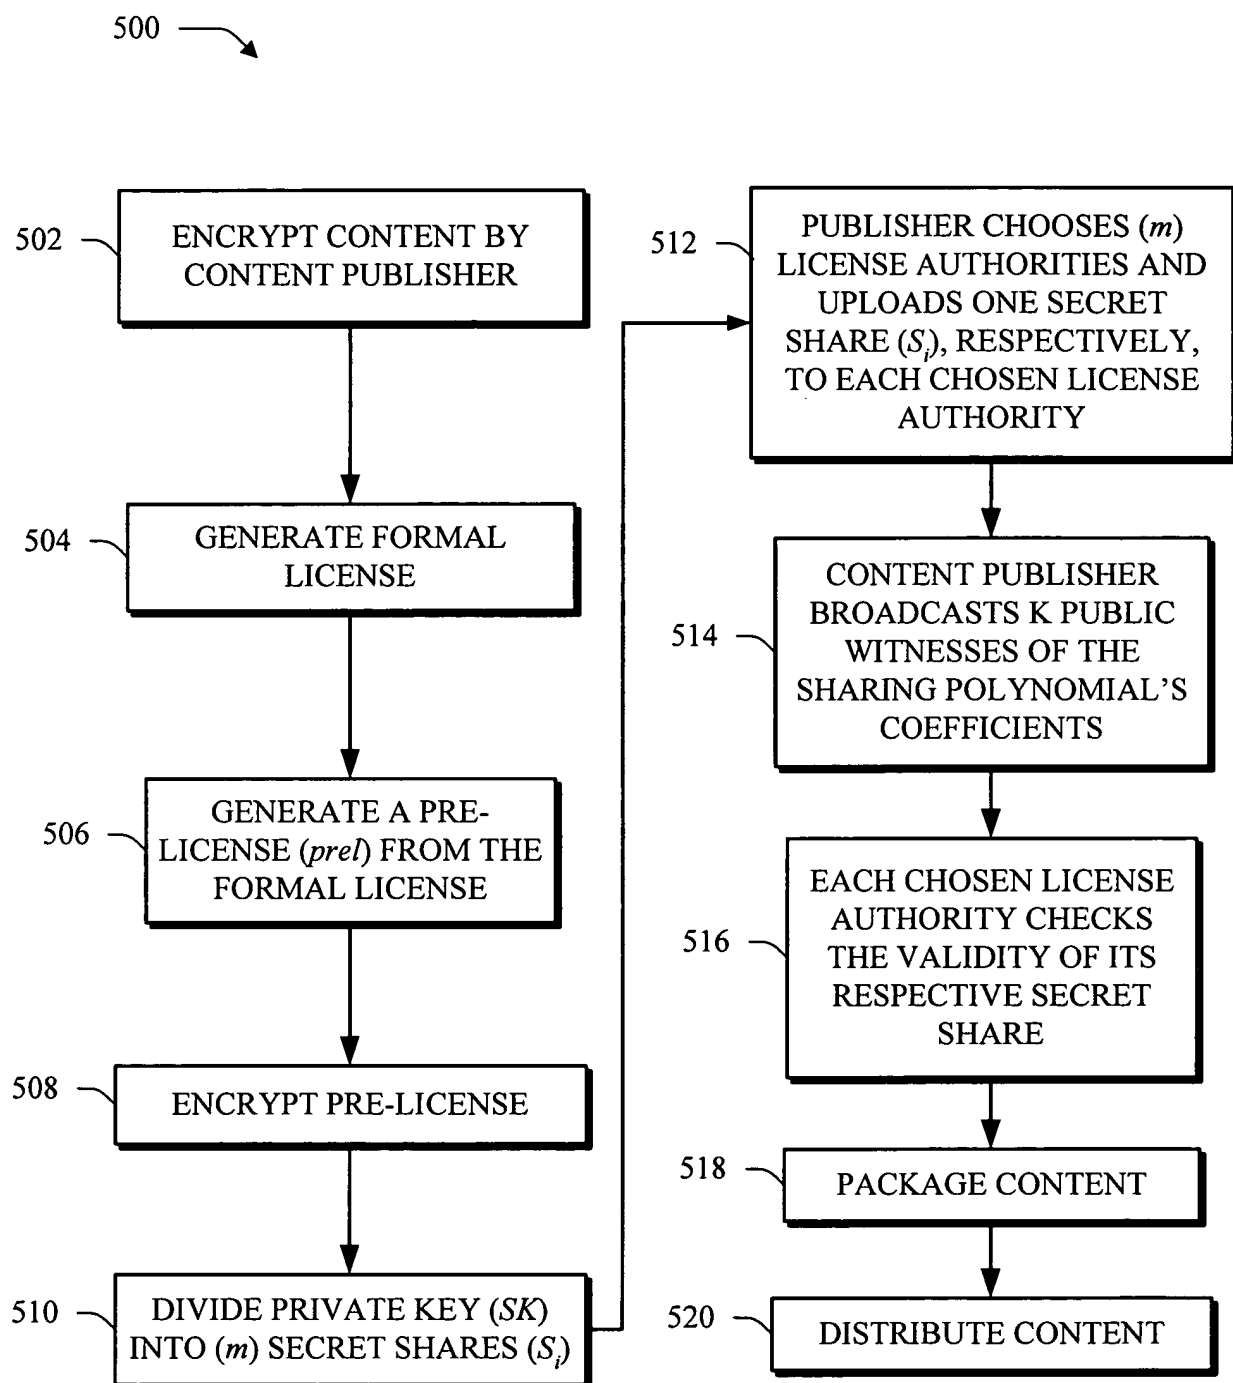 500
502
ENCRYPT CONTENT BY
CONTENT PUBLISHER
504
GENERATE FORMAL
LICENSE
506
GENERATE A PRE-
LICENSE (prel) FROM THE
FORMAL LICENSE
508
ENCRYPT PRE-LICENSE
510
DIVIDE PRIVATE KEY (SK)
INTO (m) SECRET SHARES (Si)
512
PUBLISHER CHOOSES (m)
LICENSE AUTHORITIES AND
UPLOADS ONE SECRET
SHARE (Si), RESPECTIVELY,
TO EACH CHOSEN LICENSE
AUTHORITY
514
CONTENT PUBLISHER
BROADCASTS K PUBLIC
WITNESSES OF THE
SHARING POLYNOMIAL'S
COEFFICIENTS
516
EACH CHOSEN LICENSE
AUTHORITY CHECKS
THE VALIDITY OF ITS
RESPECTIVE SECRET
SHARE
518
PACKAGE CONTENT
520
DISTRIBUTE CONTENT